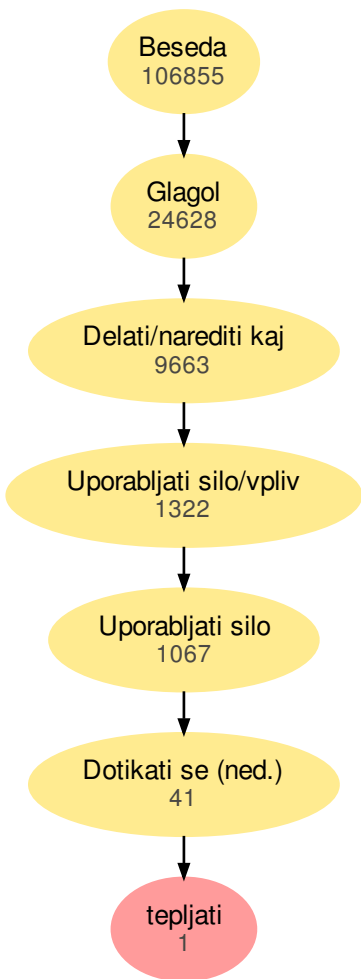 Beseda
106855
Glagol
24628
Delati/narediti kaj
9663
Uporabljati silo/vpliv
1322
Uporabljati silo
1067
Dotikati se (ned.)
41
tepljati
1